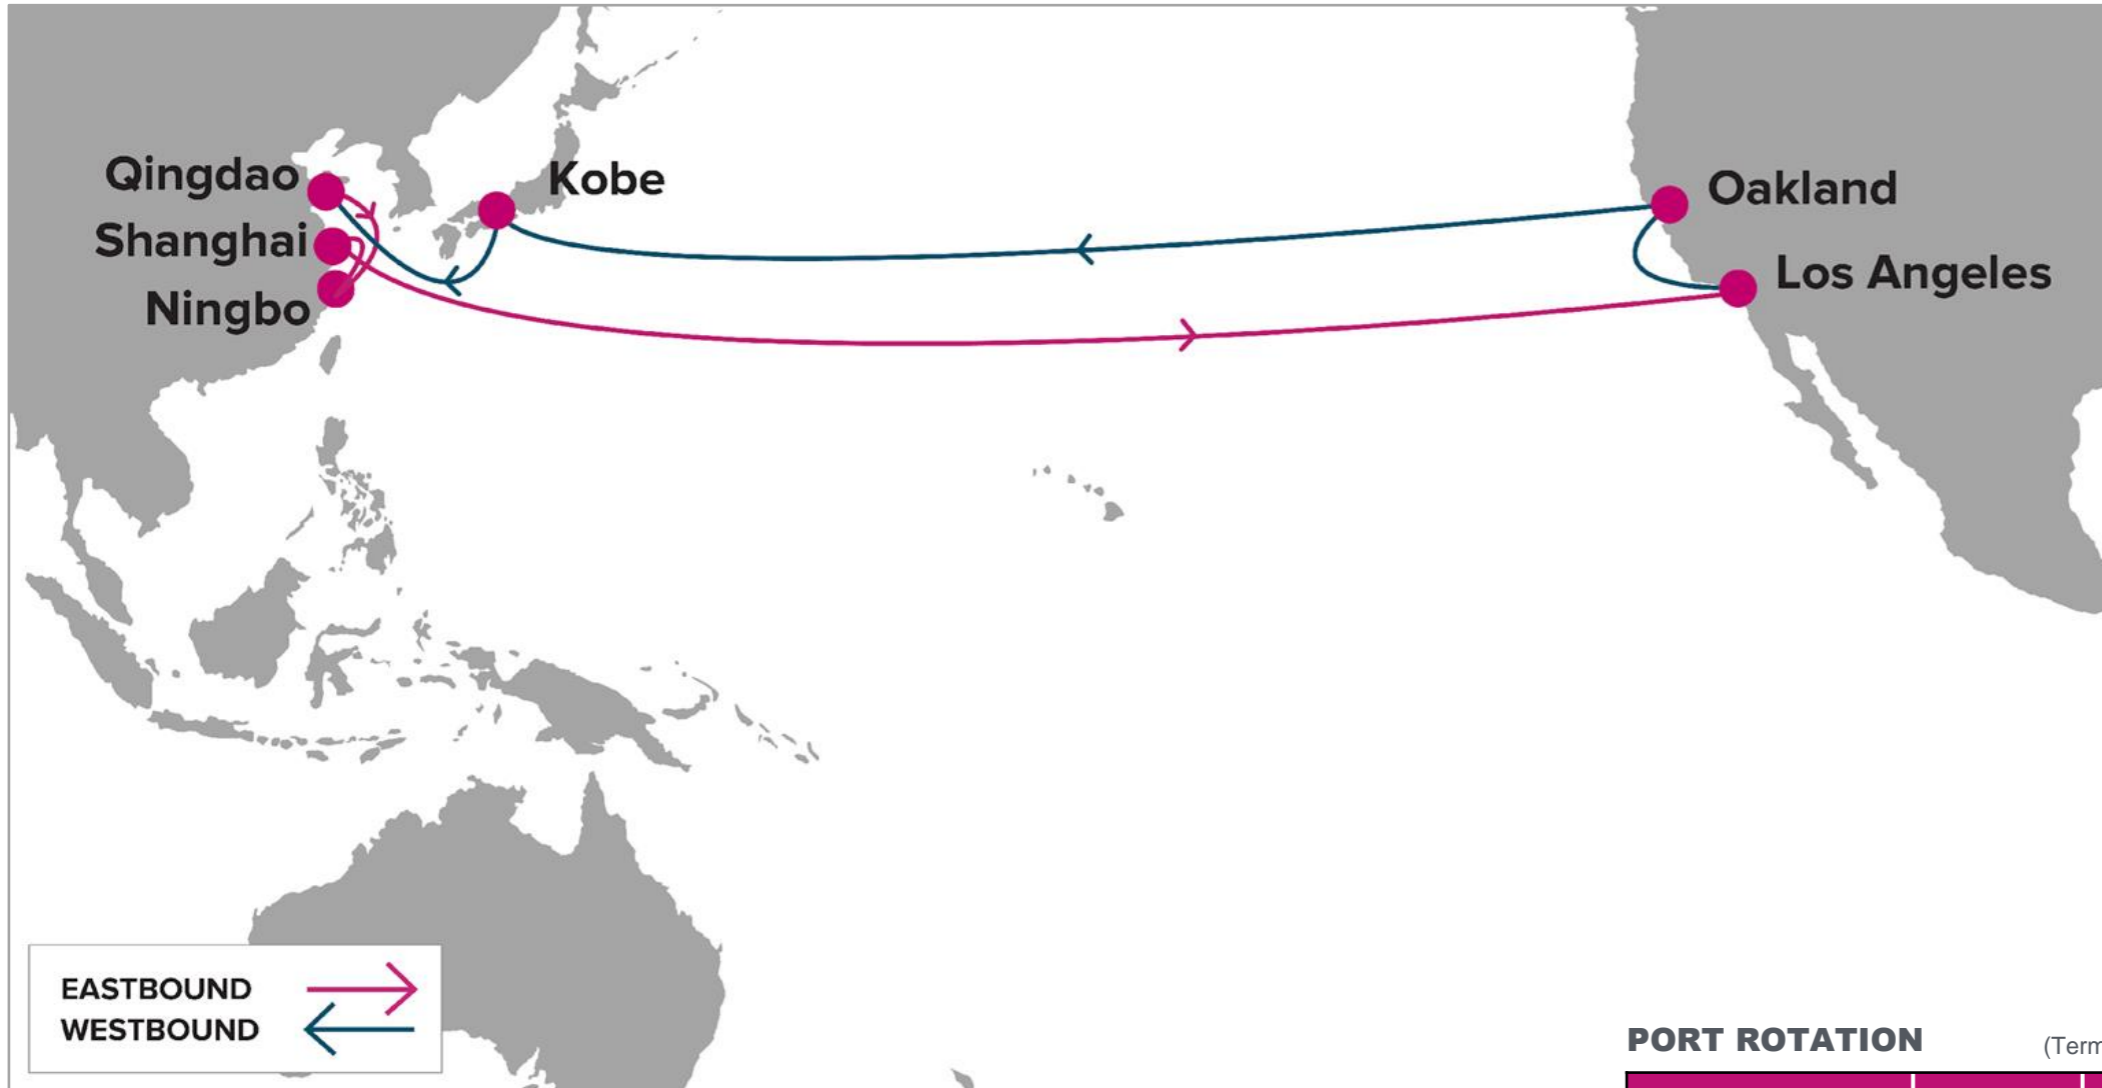 Qingdao
Kobe
Oakland
Shanghai
Los Angeles
Ningbo
EASTBOUND
WESTBOUND
PORT ROTATION